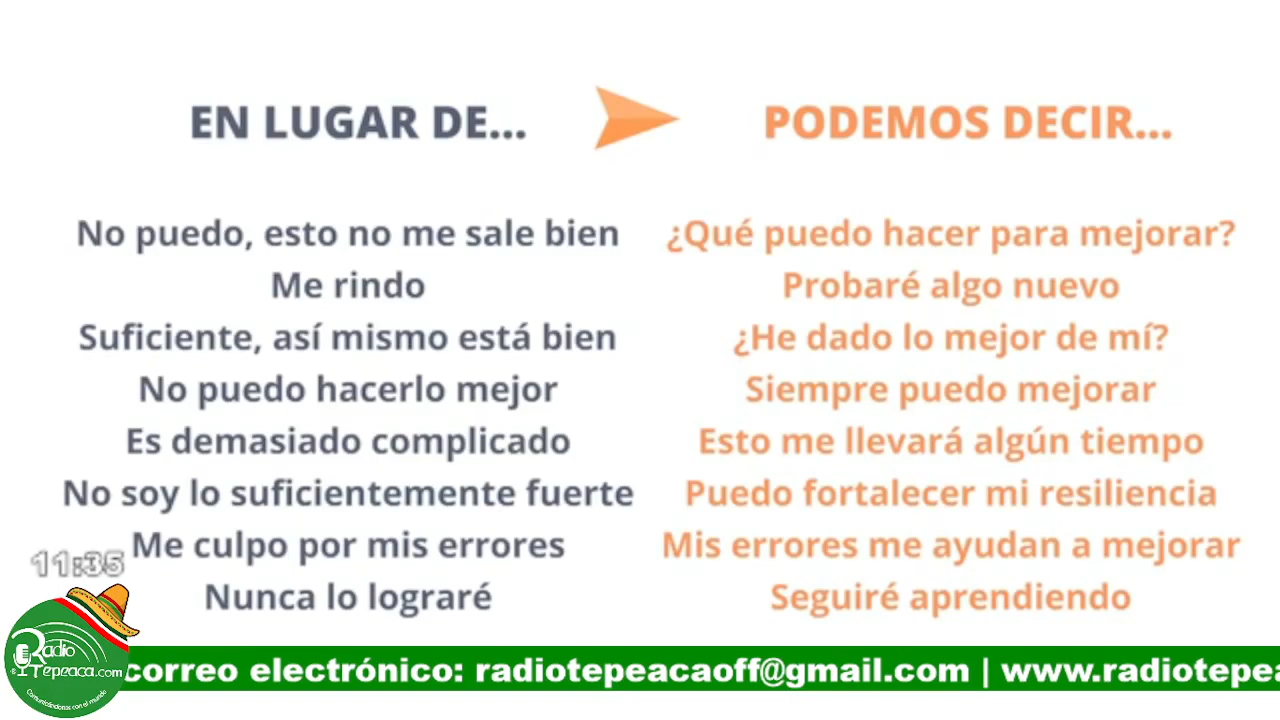 EN LUGAR DE...
PODEMOS DECIR...
No puedo, esto no me sale bien
¿Qué puedo hacer para mejorar?
Me rindo
Probaré algo nuevo
Suficiente, así mismo está bien
¿He dado lo mejor de mí?
No puedo hacerlo mejor
Siempre puedo mejorar
Es demasiado complicado
Esto me llevará algún tiempo
No soy lo suficientemente fuerte
Puedo fortalecer mi resiliencia
Me culpo por mis errores
Mis errores me ayudan a mejorar
Nunca lo lograré
Seguiré aprendiendo
11:35
Radio
Tepeaca.com
Comunicándonos con el mundo
correo electrónico: radiotepeacaoff@gmail.com | www.radiotepea